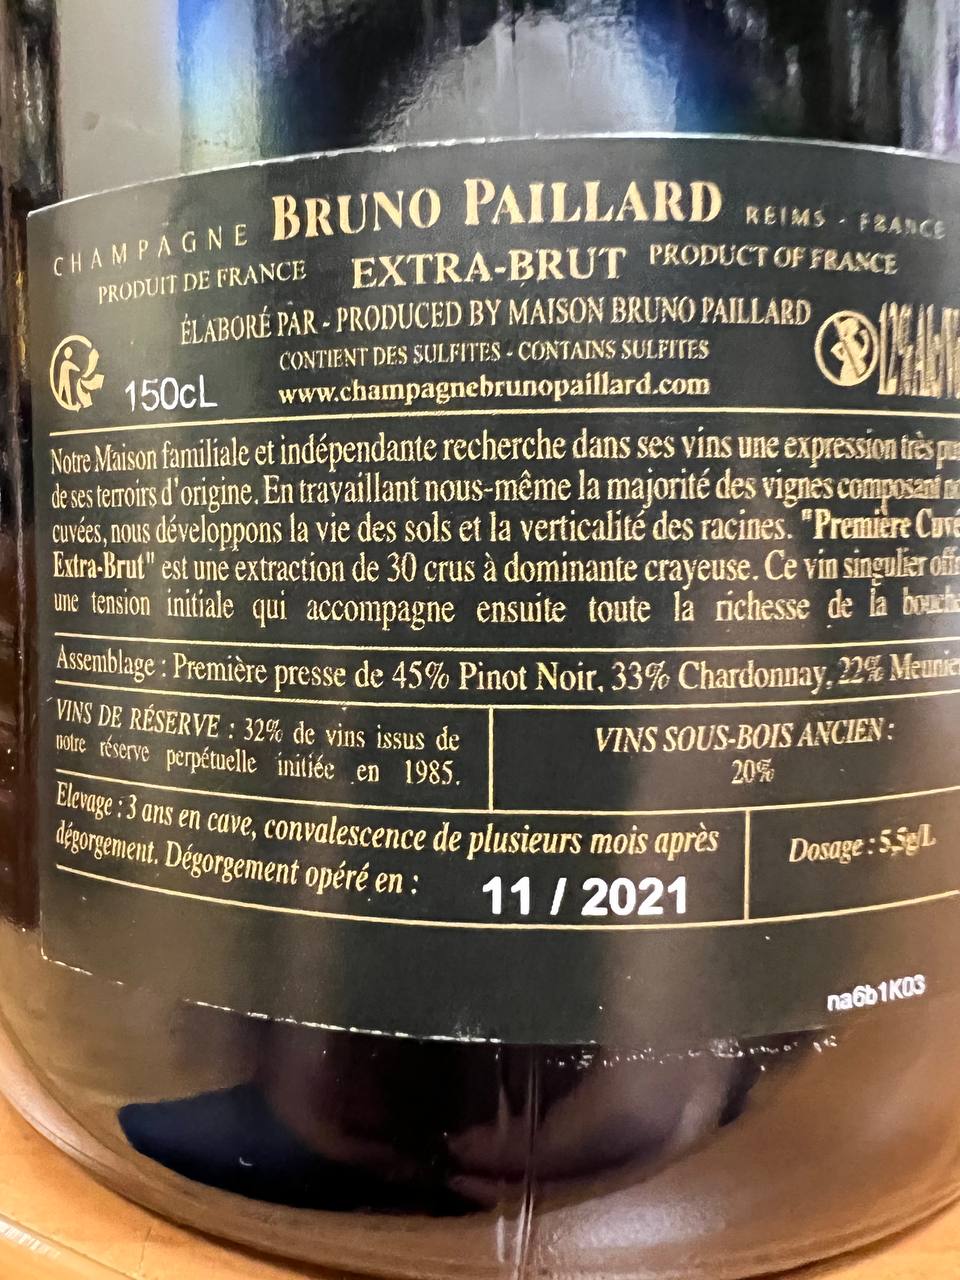 CHAMPAGNE BRUNO PAILLARD REIMS - FRANCE
PRODUIT DE FRANCE EXTRA-BRUT PRODUCT OF FRANCE
ÉLABORÉ PAR - PRODUCED BY MAISON BRUNO PAILLARD
CONTIENT DES SULFITES - CONTAINS SULFITES
150cL www.champagnebrunopaillard.com
Notre Maison familiale et indépendante recherche dans ses vins une expression très
de ses terroirs d'origine. En travaillant nous-même la majorité des vignes composant
cuvées, nous développons la vie des sols et la verticalité des racines. "Première
Extra-Brut" est une extraction de 30 crus à dominante crayeuse. Ce vin singulier
une tension initiale qui accompagne ensuite toute la richesse de la
Assemblage : Première presse de 45% Pinot Noir, 33% Chardonnay, 22% Meunier
VINS DE RÉSERVE : 32% de vins issus de
notre réserve perpétuelle initiée en 1985.
VINS SOUS-BOIS ANCIEN :
20%
Elevage : 3 ans en cave, convalescence de plusieurs mois après
dégorgement. Dégorgement opéré en : 11 / 2021
Dosage : 5,5g/L
na6b1K03